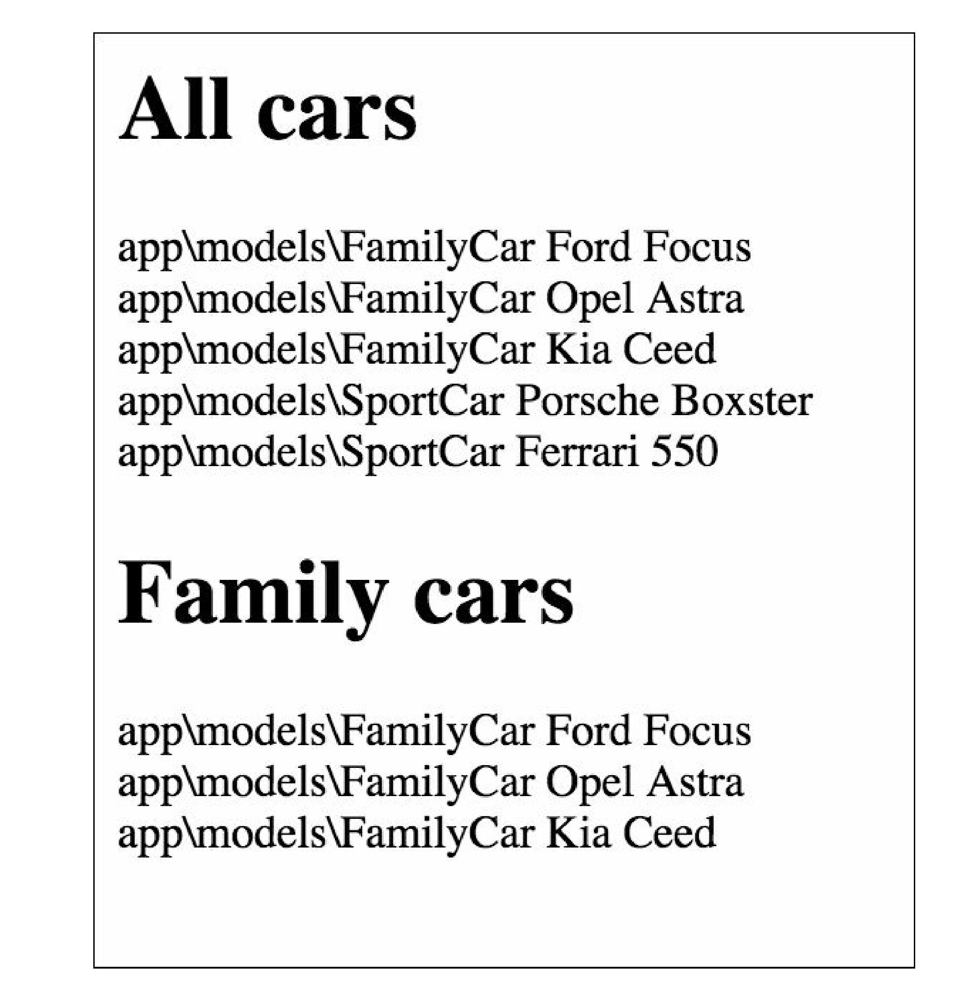 All cars
app\models\FamilyCar Ford Focus
app\models\FamilyCar Opel Astra
app\models\FamilyCar Kia Ceed
app\models\SportCar Porsche Boxster
app\models\SportCar Ferrari 550
Family cars
app\models\FamilyCar Ford Focus
app\models\FamilyCar Opel Astra
app\models\FamilyCar Kia Ceed